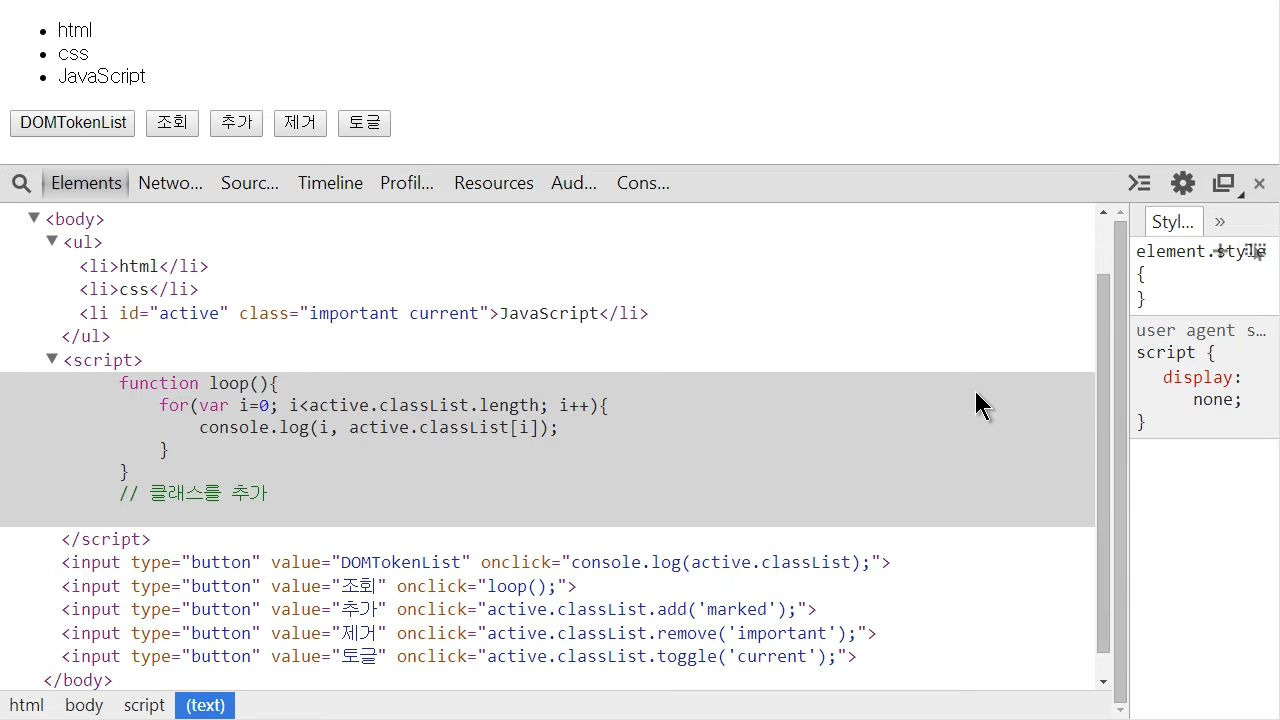 html
css
JavaScript
DOMTokenList 조회 추가 제거 토글
Elements Netwo... Sourc... Timeline Profil... Resources Aud... Cons...
<body>
<ul>
<li>html</li>
<li>css</li>
<li id="active" class="important current">JavaScript</li>
</ul>
<script>
function loop(){
for(var i=0; i<active.classList.length; i++){
console.log(i, active.classList[i]);
}
}
// 클래스를 추가
</script>
<input type="button" value="DOMTokenList" onclick="console.log(active.classList);">
<input type="button" value="조회" onclick="loop();">
<input type="button" value="추가" onclick="active.classList.add('marked');">
<input type="button" value="제거" onclick="active.classList.remove('important');">
<input type="button" value="토글" onclick="active.classList.toggle('current');">
</body>
html body script (text)
Styl... »
element.style
{
}
user agent s...
script {
display:
none;
}